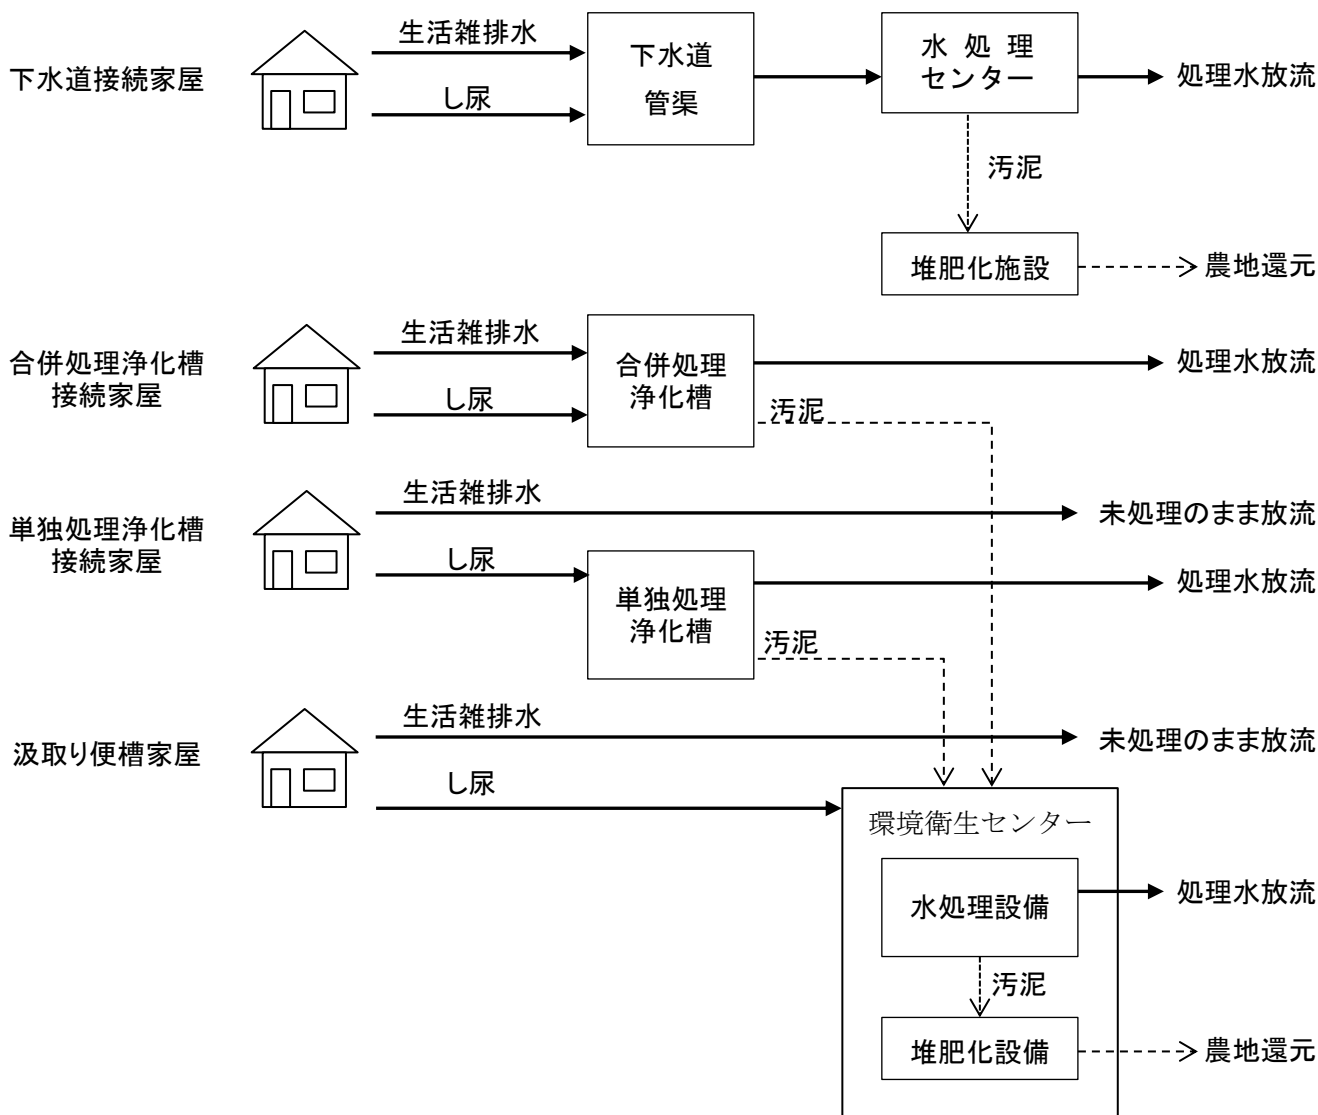 下水道接続家屋
生活雑排水
し尿
下水道
管渠
水処理
センター
処理水放流
汚泥
堆肥化施設
農地還元
合併処理浄化槽
接続家屋
生活雑排水
し尿
合併処理
浄化槽
処理水放流
汚泥
単独処理浄化槽
接続家屋
生活雑排水
未処理のまま放流
し尿
単独処理
浄化槽
処理水放流
汚泥
汲取り便槽家屋
生活雑排水
未処理のまま放流
し尿
環境衛生センター
水処理設備
処理水放流
汚泥
堆肥化設備
農地還元